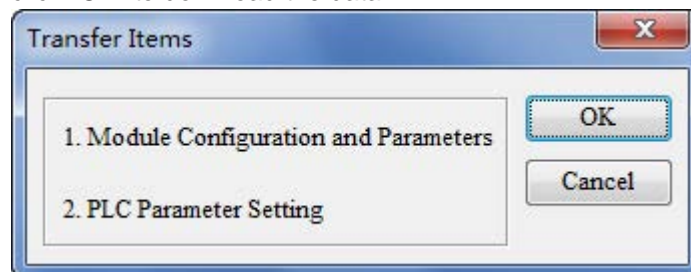 Transfer Items
1. Module Configuration and Parameters
OK
Cancel
2. PLC Parameter Setting